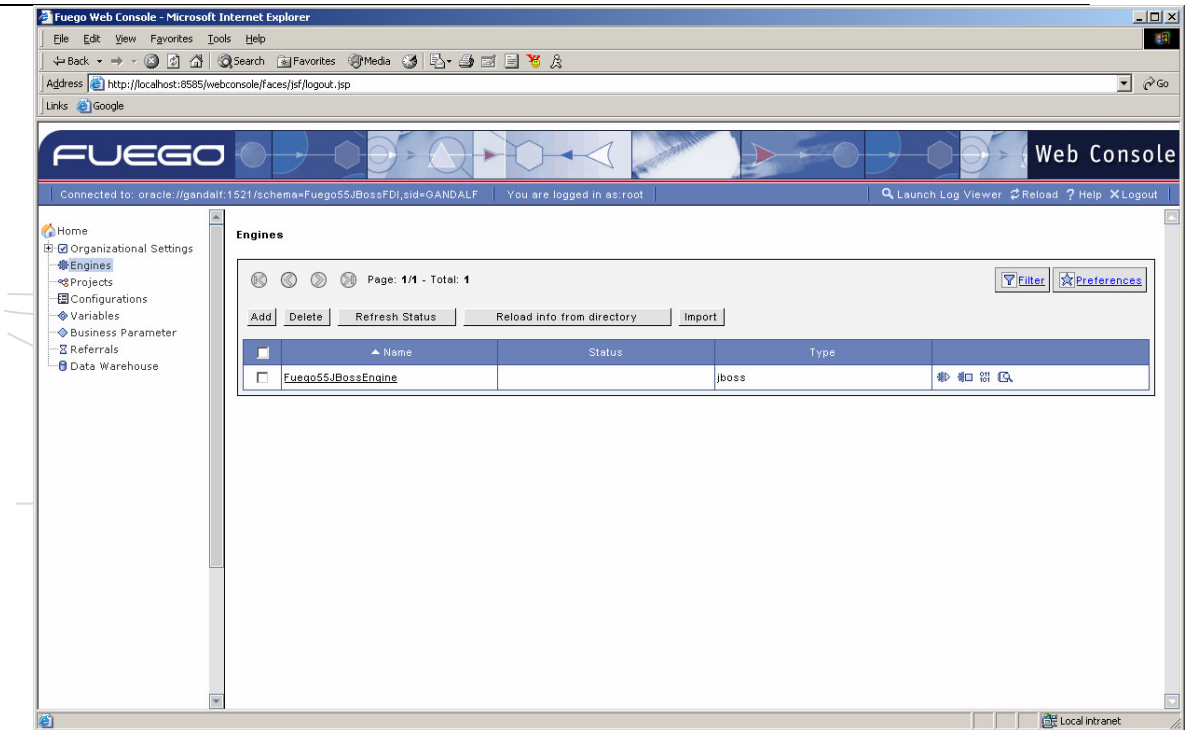 Fuego Web Console - Microsoft Internet Explorer
File Edit View Favorites Tools Help
Back Search Favorites Media
Address http://localhost:8585/webconsole/faces/jsf/logout.jsp Go
Links Google
FUEGO Web Console
Connected to: oracle://gandalf:1521/schema=Fuego55JBossFDI,sid=GANDALF You are logged in as:root Launch Log Viewer Reload ? Help Logout
Home
Organizational Settings
Engines
Projects
Configurations
Variables
Business Parameter
Referrals
Data Warehouse
Engines
Page: 1/1 - Total: 1 Filter Preferences
Add Delete Refresh Status Reload info from directory Import
Name Status Type
Fuego55JBossEngine jboss
Local intranet